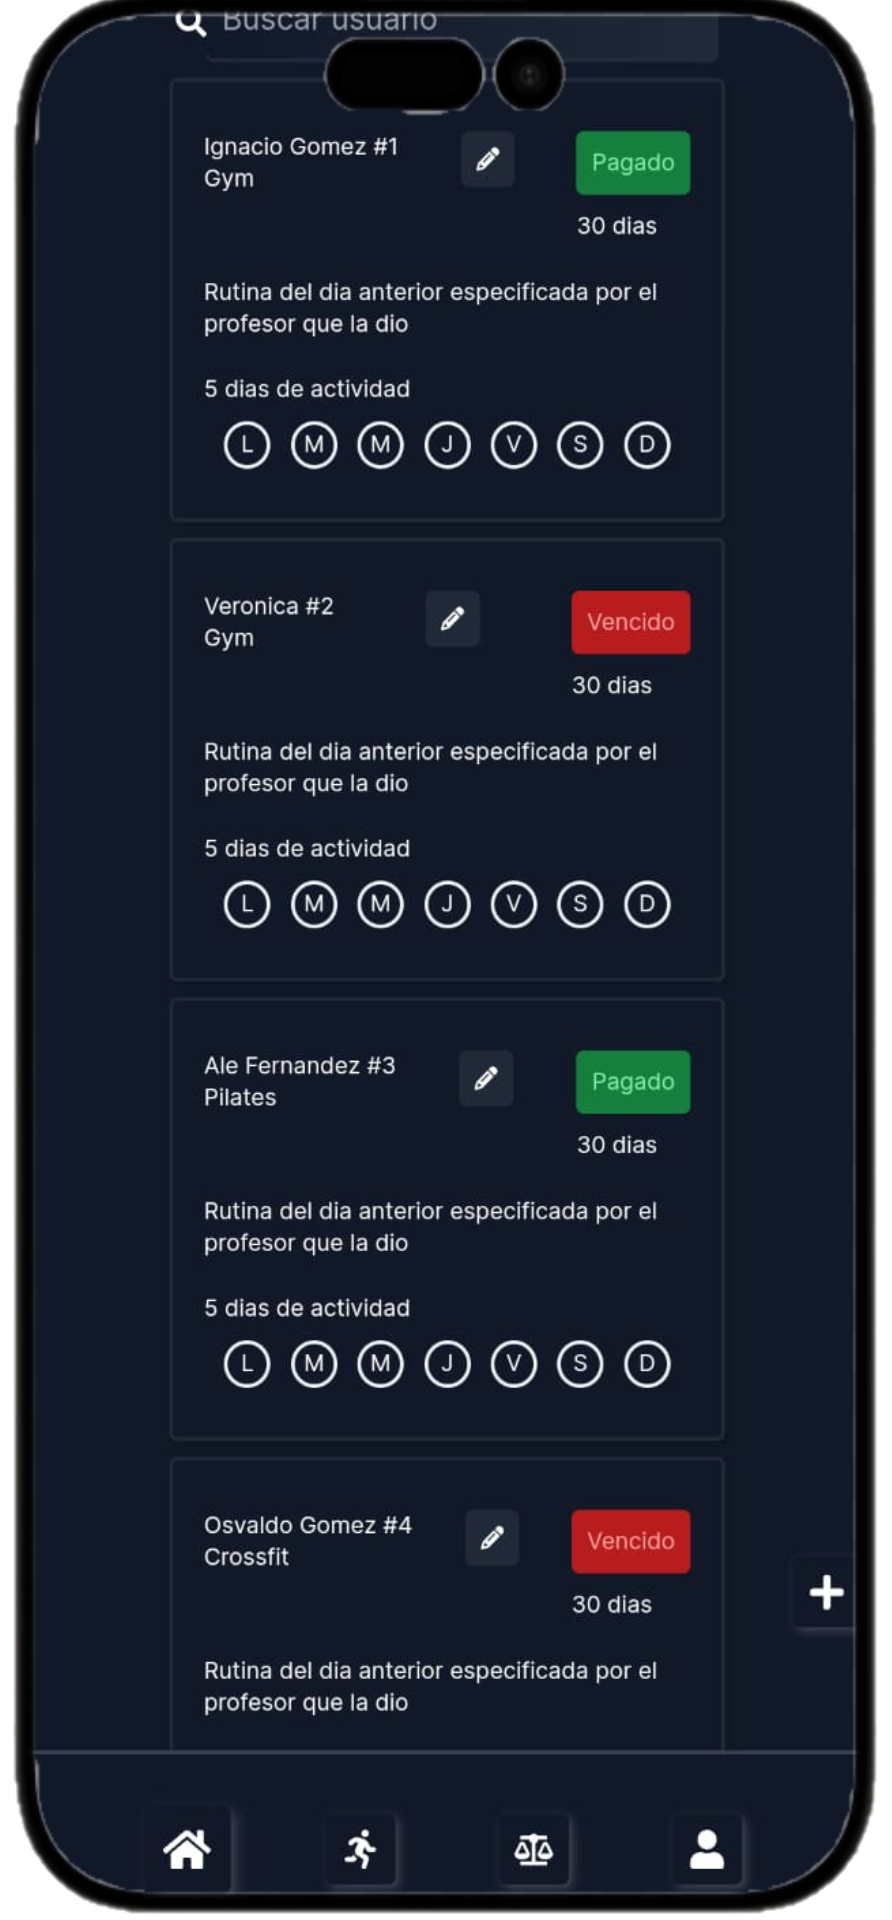 Buscar usuario
Ignacio Gomez #1
Gym
Pagado
30 dias
Rutina del dia anterior especificada por el
profesor que la dio
5 dias de actividad
L M M J V S D
Veronica #2
Gym
Vencido
30 dias
Rutina del dia anterior especificada por el
profesor que la dio
5 dias de actividad
L M M J V S D
Ale Fernandez #3
Pilates
Pagado
30 dias
Rutina del dia anterior especificada por el
profesor que la dio
5 dias de actividad
L M M J V S D
Osvaldo Gomez #4
Crossfit
Vencido
30 dias
Rutina del dia anterior especificada por el
profesor que la dio